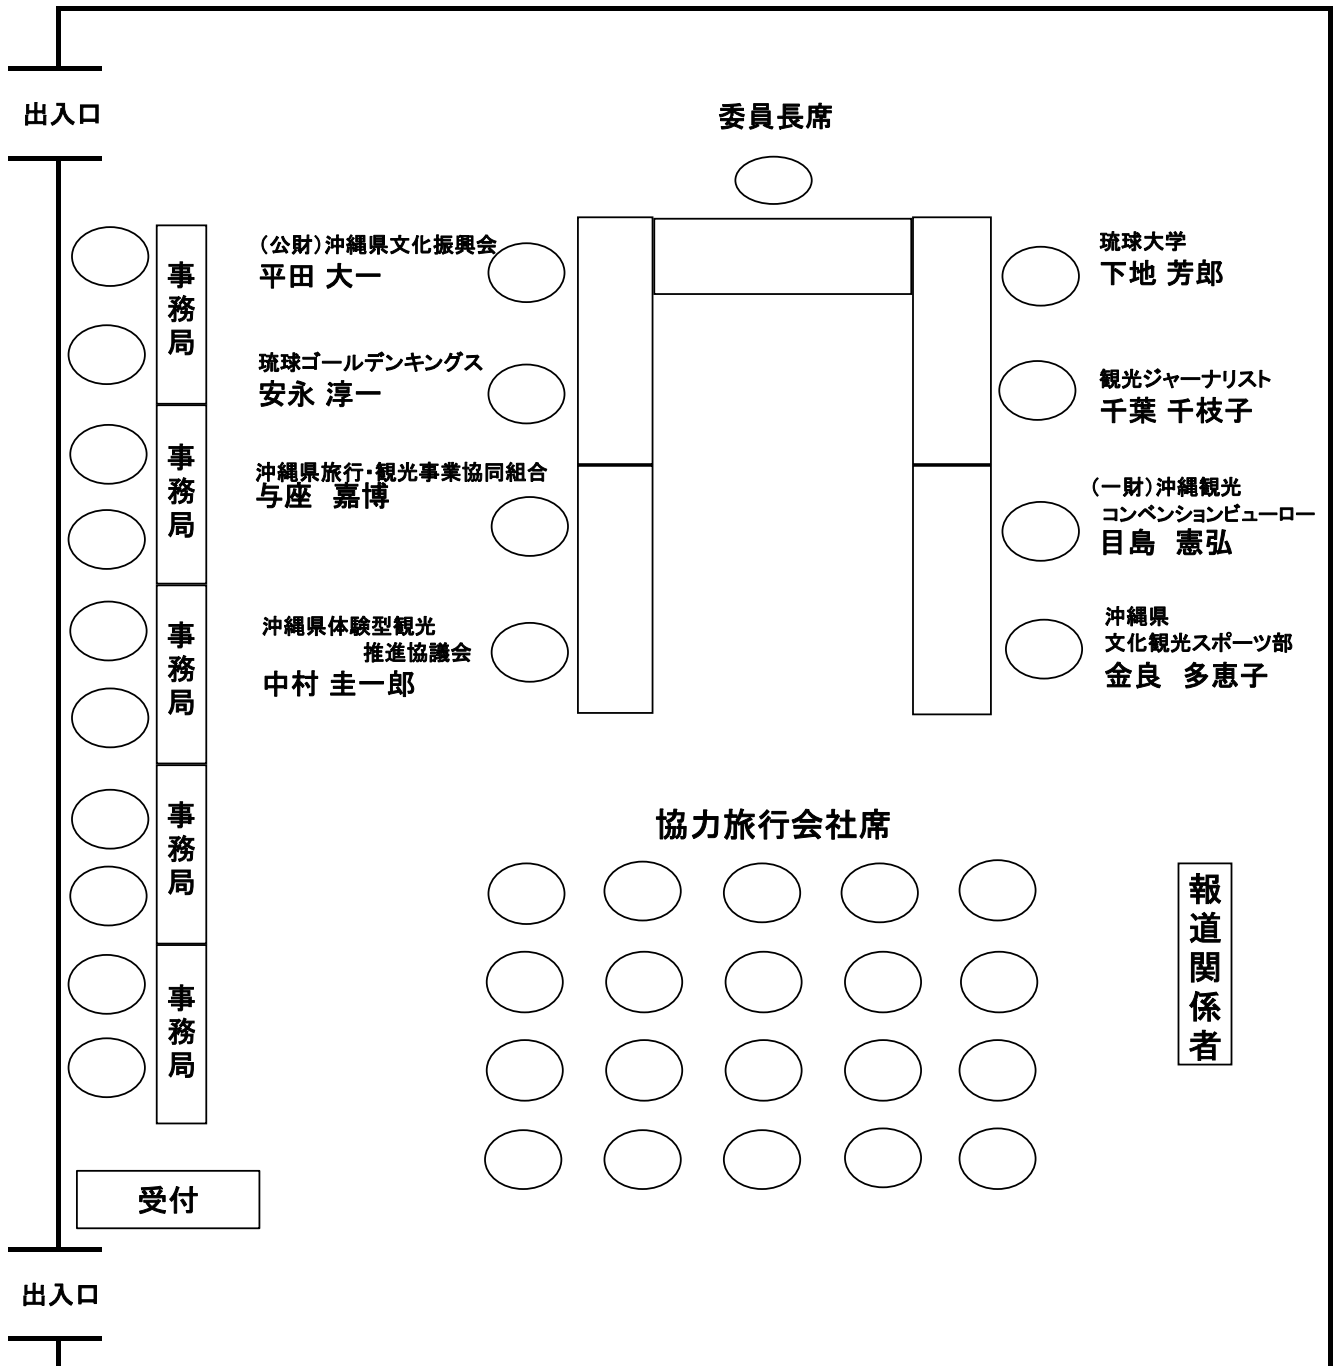 出入口
委員長席
事務局
事務局
事務局
事務局
事務局
（公財）沖縄県文化振興会
平田 大一
琉球ゴールデンキングス
安永 淳一
沖縄県旅行・観光事業協同組合
与座　嘉博
沖縄県体験型観光
推進協議会
中村 圭一郎
琉球大学
下地 芳郎
観光ジャーナリスト
千葉 千枝子
（一財）沖縄観光
コンベンションビューロー
目島　憲弘
沖縄県
文化観光スポーツ部
金良　多恵子
協力旅行会社席
報道関係者
受付
出入口